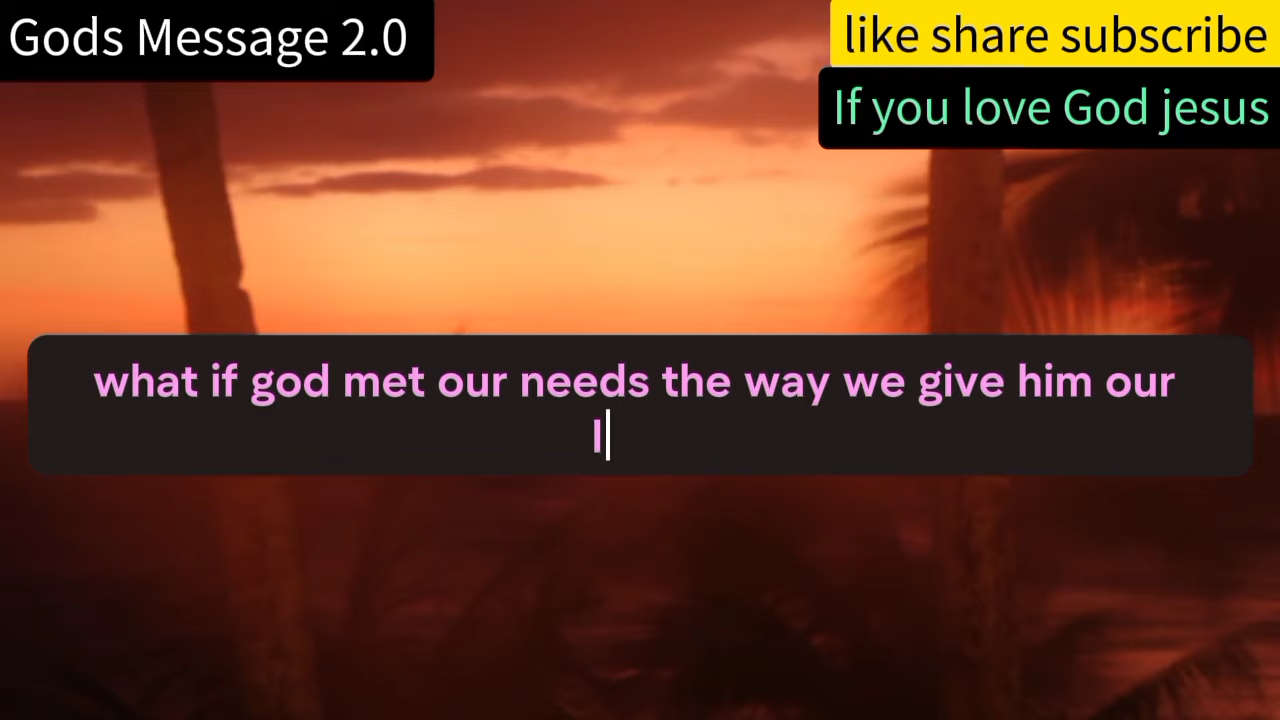 Gods Message 2.0
like share subscribe
If you love God jesus
what if god met our needs the way we give him our
l